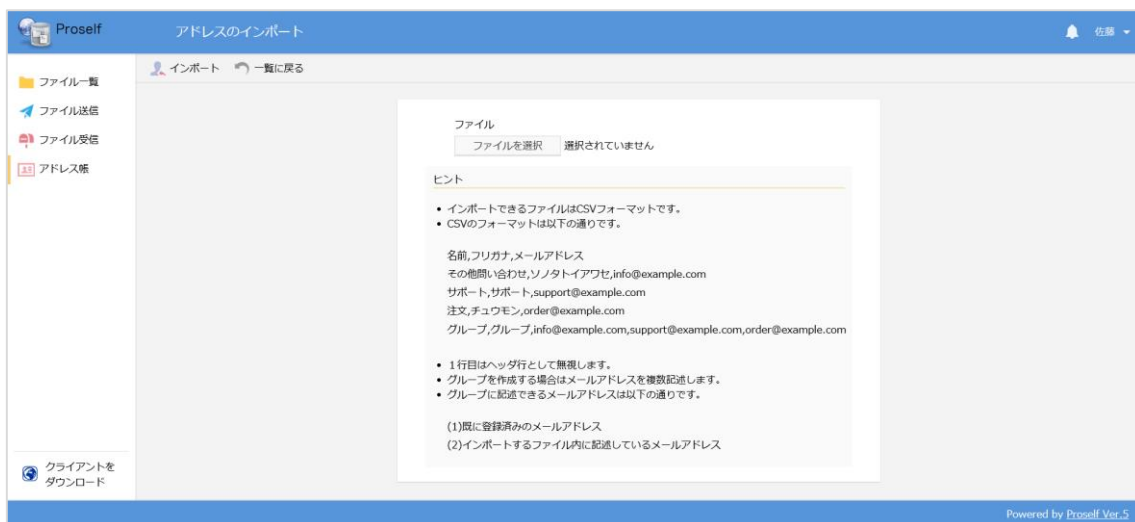 Proself
アドレスのインポート
佐藤
ファイル一覧
ファイル送信
ファイル受信
アドレス帳
クライアントを
ダウンロード
インポート 一覧に戻る
ファイル
ファイルを選択 選択されていません
ヒント
• インポートできるファイルはCSVフォーマットです。
• CSVのフォーマットは以下の通りです。
名前,フリガナ,メールアドレス
その他問い合わせ,ソノタトイアワセ,info@example.com
サポート,サポート,support@example.com
注文,チュウモン,order@example.com
グループ,グループ,info@example.com,support@example.com,order@example.com
• 1行目はヘッダ行として無視します。
• グループを作成する場合はメールアドレスを複数記述します。
• グループに記述できるメールアドレスは以下の通りです。
(1)既に登録済みのメールアドレス
(2)インポートするファイル内に記述しているメールアドレス
Powered by Proself Ver.5